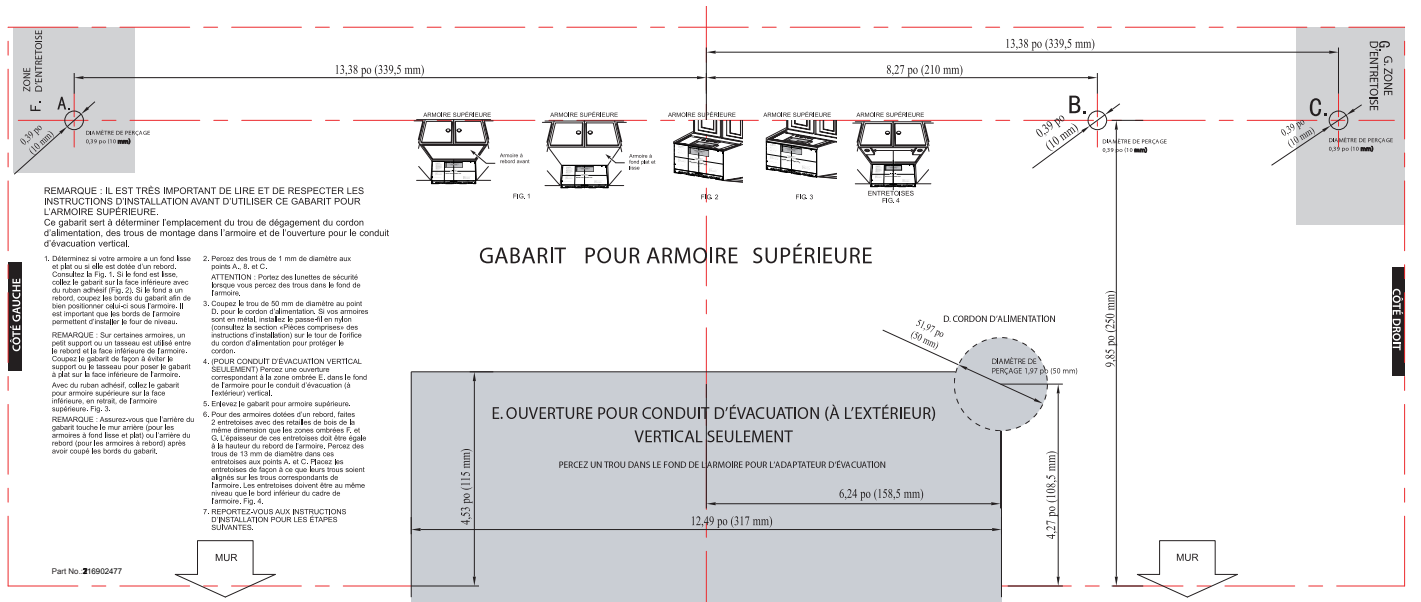 13,38 po (339,5 mm)
13,38 po (339,5 mm)
8,27 po (210 mm)
F. ZONE
D'ENTRETOISE
A.
0,39 po
(10 mm)
DIAMÈTRE DE PERÇAGE
0,39 po (10 mm)
ARMOIRE SUPÉRIEURE
Armoire à
rebord avant
FIG. 1
ARMOIRE SUPÉRIEURE
Armoire à
fond plat et
lisse
ARMOIRE SUPÉRIEURE
FIG. 2
ARMOIRE SUPÉRIEURE
FIG. 3
ARMOIRE SUPÉRIEURE
ENTRETOISES
FIG. 4
B.
0,39 po
(10 mm)
DIAMÈTRE DE PERÇAGE
0,39 po (10 mm)
G. G. ZONE
D'ENTRETOISE
C.
0,39 po
(10 mm)
DIAMÈTRE DE PERÇAGE
0,39 po (10 mm)
REMARQUE : IL EST TRÈS IMPORTANT DE LIRE ET DE RESPECTER LES
INSTRUCTIONS D'INSTALLATION AVANT D'UTILISER CE GABARIT POUR
L'ARMOIRE SUPÉRIEURE.
Ce gabarit sert à déterminer l'emplacement du trou de dégagement du cordon
d'alimentation, des trous de montage dans l'armoire et de l'ouverture pour le conduit
d'évacuation vertical.
1. Déterminez si votre armoire a un fond lisse
et plat ou si elle est dotée d'un rebord.
Consultez la Fig. 1. Si le fond est lisse,
collez le gabarit sur la face inférieure avec
du ruban adhésif (Fig. 2). Si le fond a un
rebord, coupez les bords du gabarit afin de
bien positionner celui-ci sous l'armoire. Il
est important que les bords de l'armoire
permettent d'installer le four de niveau.
REMARQUE : Sur certaines armoires, un
petit support ou un tasseau est utilisé entre
le rebord et la face inférieure de l'armoire.
Coupez le gabarit de façon à éviter le
support ou le tasseau pour poser le gabarit
à plat sur la face inférieure de l'armoire.
Avec du ruban adhésif, collez le gabarit
pour armoire supérieure sur la face
inférieure, en retrait, de l'armoire
supérieure. Fig. 3.
REMARQUE : Assurez-vous que l'arrière du
gabarit touche le mur arrière (pour les
armoires à fond lisse et plat) ou l'arrière du
rebord (pour les armoires à rebord) après
avoir coupé les bords du gabarit.
2. Percez des trous de 1 mm de diamètre aux
points A., 8. et C.
ATTENTION : Portez des lunettes de sécurité
lorsque vous percez des trous dans le fond de
l'armoire.
3. Coupez le trou de 50 mm de diamètre au point
D. pour le cordon d'alimentation. Si vos armoires
sont en métal, installez le passe-fil en nylon
(consultez la section «Pièces comprises» des
instructions d'installation) sur le tour de l'orifice
du cordon d'alimentation pour protéger le
cordon.
4. (POUR CONDUIT D'ÉVACUATION VERTICAL
SEULEMENT) Percez une ouverture
correspondant à la zone ombrée E. dans le fond
de l'armoire pour le conduit d'évacuation (à
l'extérieur) vertical.
5. Enlevez le gabarit pour armoire supérieure.
6. Pour des armoires dotées d'un rebord, faites
2 entretoises avec des retailles de bois de la
même dimension que les zones ombrées F. et
G. L'épaisseur de ces entretoises doit être égale
à la hauteur du rebord de l'armoire. Percez des
trous de 13 mm de diamètre dans ces
entretoises aux points A. et C. Placez les
entretoises de façon à ce que leurs trous soient
alignés sur les trous correspondants de
l'armoire. Les entretoises doivent être au même
niveau que le bord inférieur du cadre de
l'armoire. Fig. 4.
7. REPORTEZ-VOUS AUX INSTRUCTIONS
D'INSTALLATION POUR LES ÉTAPES
SUIVANTES.
GABARIT POUR ARMOIRE SUPÉRIEURE
CÔTÉ GAUCHE
CÔTÉ DROIT
D. CORDON D'ALIMENTATION
51,97 po
(50 mm)
DIAMÈTRE DE
PERÇAGE 1,97 po (50 mm)
9,85 po (250 mm)
E. OUVERTURE POUR CONDUIT D'ÉVACUATION (À L'EXTÉRIEUR)
VERTICAL SEULEMENT
PERCEZ UN TROU DANS LE FOND DE L'ARMOIRE POUR L'ADAPTATEUR D'ÉVACUATION
4,53 po (115 mm)
6,24 po (158,5 mm)
12,49 po (317 mm)
4,27 po (108,5 mm)
MUR
MUR
Part No.:216902477